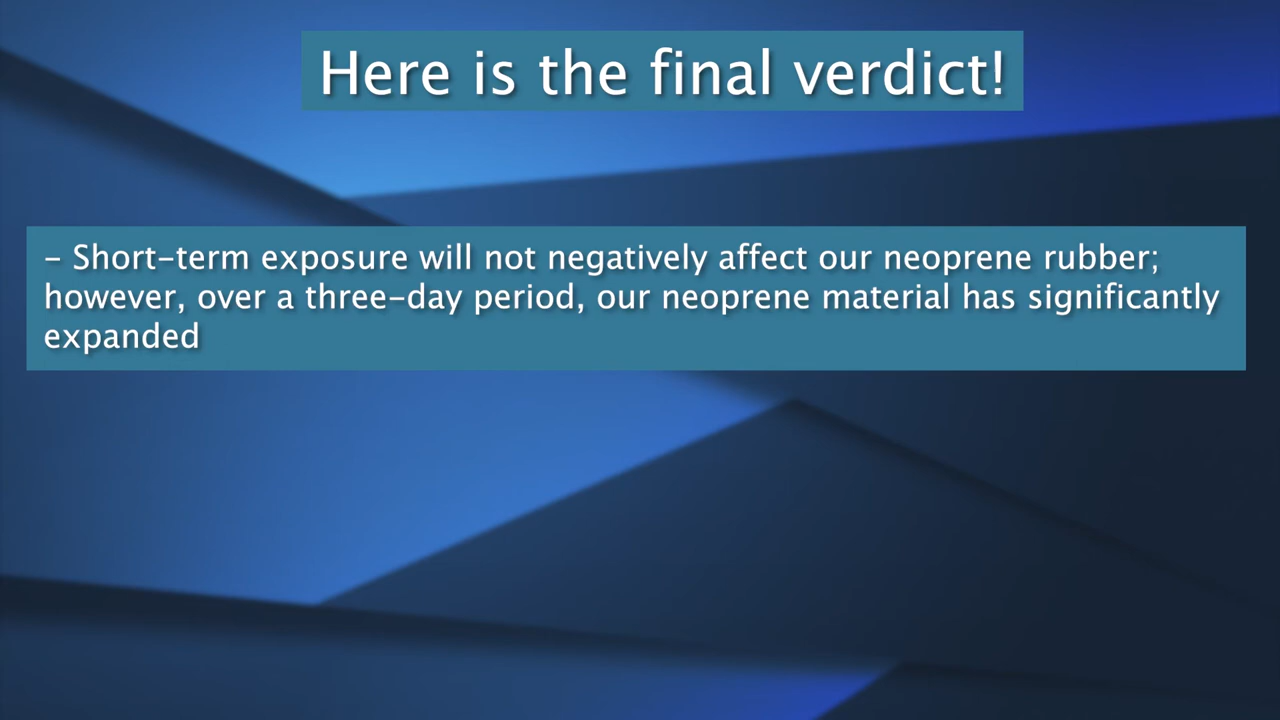 Here is the final verdict!
- Short-term exposure will not negatively affect our neoprene rubber;
however, over a three-day period, our neoprene material has significantly
expanded